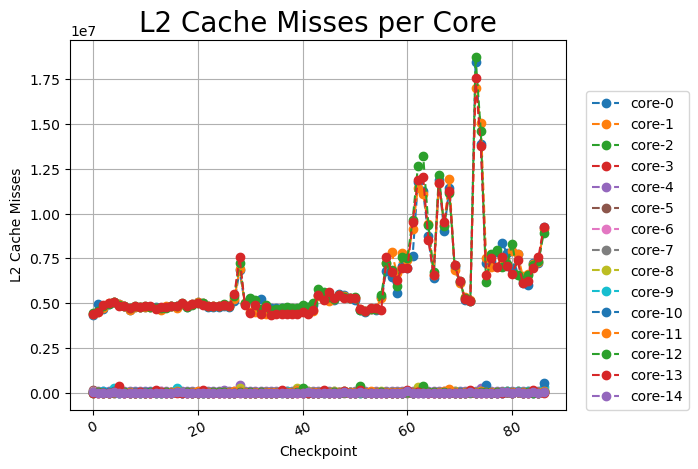 L2 Cache Misses per Core
1e7
1.75
1.50
1.25
1.00
0.75
0.50
0.25
0.00
L2 Cache Misses
0
20
40
60
80
Checkpoint
core-0
core-1
core-2
core-3
core-4
core-5
core-6
core-7
core-8
core-9
core-10
core-11
core-12
core-13
core-14